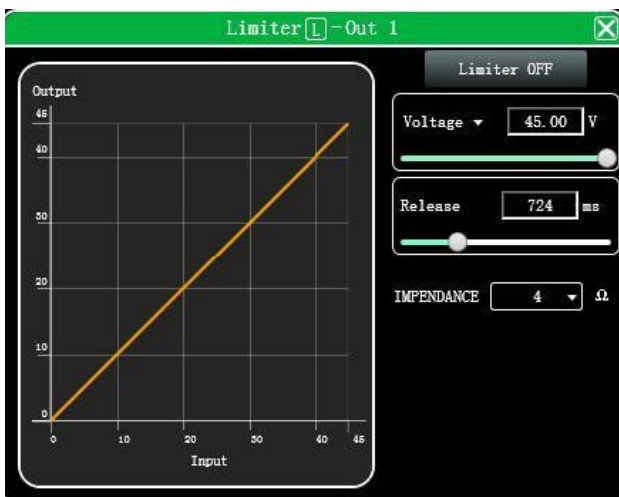 Limiter L - Out 1
Limiter OFF
Output
45
40
30
20
10
0
0 10 20 30 40 45
Input
Voltage 45.00 V
Release 724 ms
IMPENDANCE 4 Ω